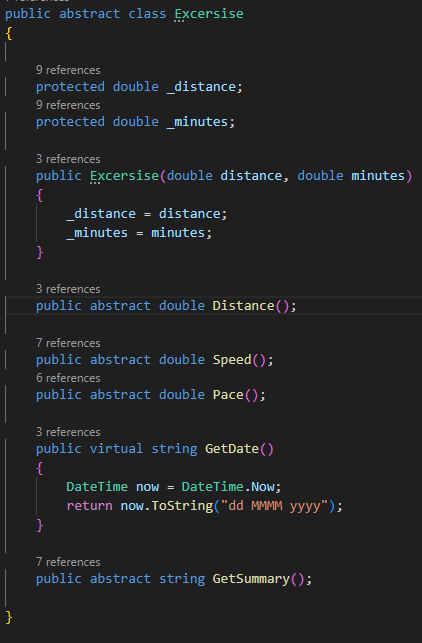 public abstract class Excersise
{
9 references
protected double _distance;
9 references
protected double _minutes;
3 references
public Excersise(double distance, double minutes)
{
_distance = distance;
_minutes = minutes;
}
3 references
public abstract double Distance();
7 references
public abstract double Speed();
6 references
public abstract double Pace();
3 references
public virtual string GetDate()
{
DateTime now = DateTime.Now;
return now.ToString("dd MMMM yyyy");
}
7 references
public abstract string GetSummary();
}